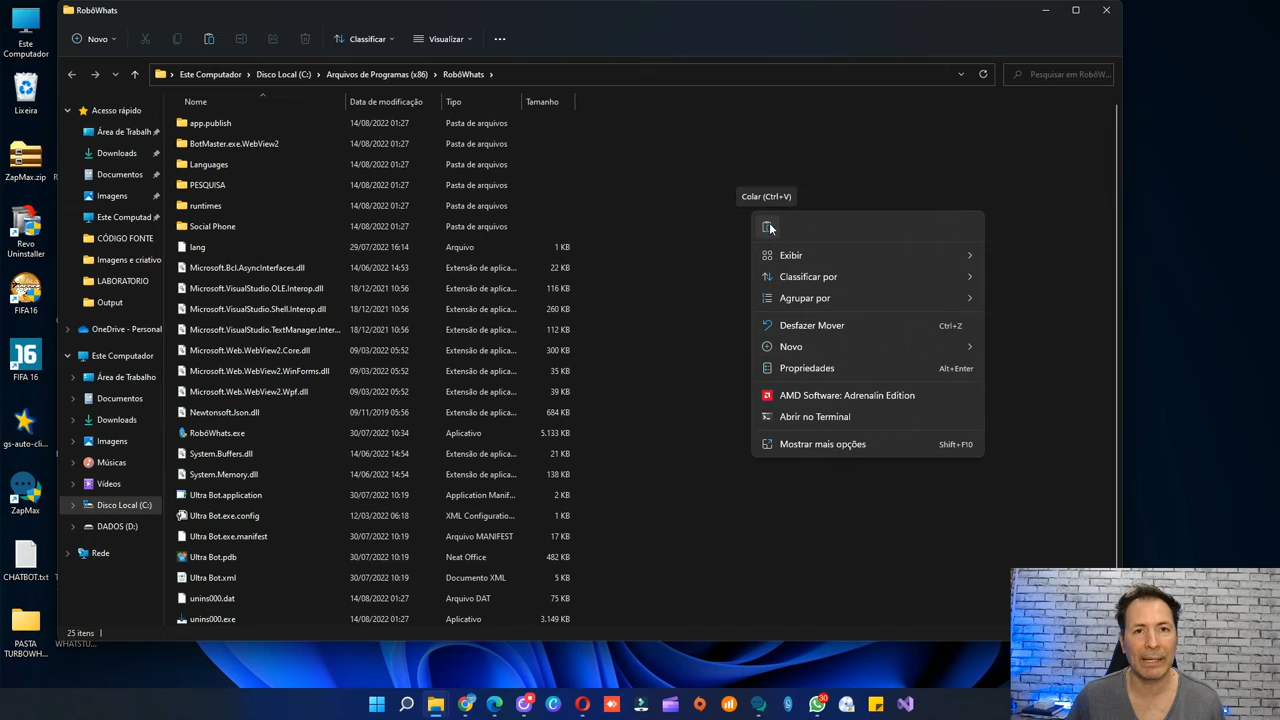 RobôWhats
Novo
Classificar
Visualizar
Este Computador
Disco Local (C:)
Arquivos de Programas (x86)
RobôWhats
Pesquisar em RobôW...
Nome
Data de modificação
Tipo
Tamanho
app.publish 14/08/2022 01:27 Pasta de arquivos
BotMaster.exe.WebView2 14/08/2022 01:27 Pasta de arquivos
Languages 14/08/2022 01:27 Pasta de arquivos
PESQUISA 14/08/2022 01:27 Pasta de arquivos
runtimes 14/08/2022 01:27 Pasta de arquivos
Social Phone 14/08/2022 01:27 Pasta de arquivos
lang 29/07/2022 16:14 Arquivo 1 KB
Microsoft.Bcl.AsyncInterfaces.dll 14/06/2022 14:53 Extensão de aplica... 22 KB
Microsoft.VisualStudio.OLE.Interop.dll 18/12/2021 10:56 Extensão de aplica... 116 KB
Microsoft.VisualStudio.Shell.Interop.dll 18/12/2021 10:56 Extensão de aplica... 260 KB
Microsoft.VisualStudio.TextManager.Inter... 18/12/2021 10:56 Extensão de aplica... 112 KB
Microsoft.Web.WebView2.Core.dll 09/03/2022 05:52 Extensão de aplica... 300 KB
Microsoft.Web.WebView2.WinForms.dll 09/03/2022 05:52 Extensão de aplica... 35 KB
Microsoft.Web.WebView2.Wpf.dll 09/03/2022 05:52 Extensão de aplica... 43 KB
Newtonsoft.Json.dll 09/11/2019 05:56 Extensão de aplica... 684 KB
RobôWhats.exe 30/07/2022 10:34 Aplicativo 5.133 KB
System.Buffers.dll 14/06/2022 14:54 Extensão de aplica... 21 KB
System.Memory.dll 14/06/2022 14:54 Extensão de aplica... 138 KB
Ultra Bot.application 30/07/2022 10:19 Application Manif... 2 KB
Ultra Bot.exe.config 12/03/2022 06:18 XML Configuratio... 1 KB
Ultra Bot.exe.manifest 30/07/2022 10:19 Arquivo MANIFEST 17 KB
Ultra Bot.pdb 30/07/2022 10:19 Neat Office 482 KB
Ultra Bot.xml 30/07/2022 10:19 Documento XML 5 KB
unins000.dat 14/08/2022 01:27 Arquivo DAT 75 KB
unins000.exe 14/08/2022 01:27 Aplicativo 3.149 KB
25 itens
Acesso rápido
Área de Trabalh
Downloads
Documentos
Imagens
Este Computad
CÓDIGO FONTE
Imagens e criativo
LABORATORIO
Output
OneDrive - Personal
Este Computador
Área de Trabalho
Documentos
Downloads
Imagens
Músicas
Vídeos
Disco Local (C:)
DADOS (D:)
Rede
Colar (Ctrl+V)
Exibir
Classificar por
Agrupar por
Desfazer Mover Ctrl+Z
Novo
Propriedades Alt+Enter
AMD Software: Adrenalin Edition
Abrir no Terminal
Mostrar mais opções Shift+F10
Este
Computador
Lixeira
ZapMax.zip
Revo
Uninstaller
FIFA16
16
FIFA 16
gs-auto-cli...
ZapMax
CHATBOT.txt
PASTA
TURBOWH...
WHATSTU...
30